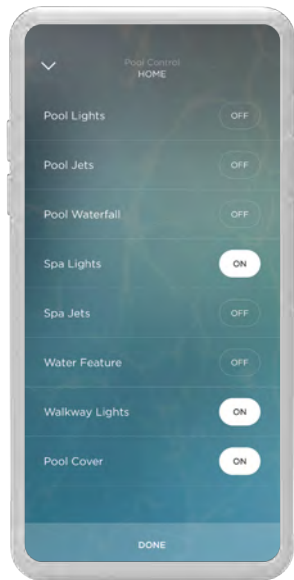 Pool Control
HOME
Pool Lights OFF
Pool Jets OFF
Pool Waterfall OFF
Spa Lights ON
Spa Jets OFF
Water Feature OFF
Walkway Lights ON
Pool Cover ON
DONE